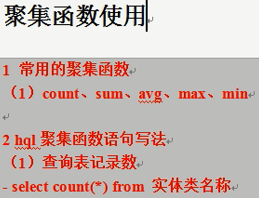 聚集函数使用
1 常用的聚集函数
（1）count、sum、avg、max、min
2 hql 聚集函数语句写法
（1）查询表记录数
- select count(*) from 实体类名称